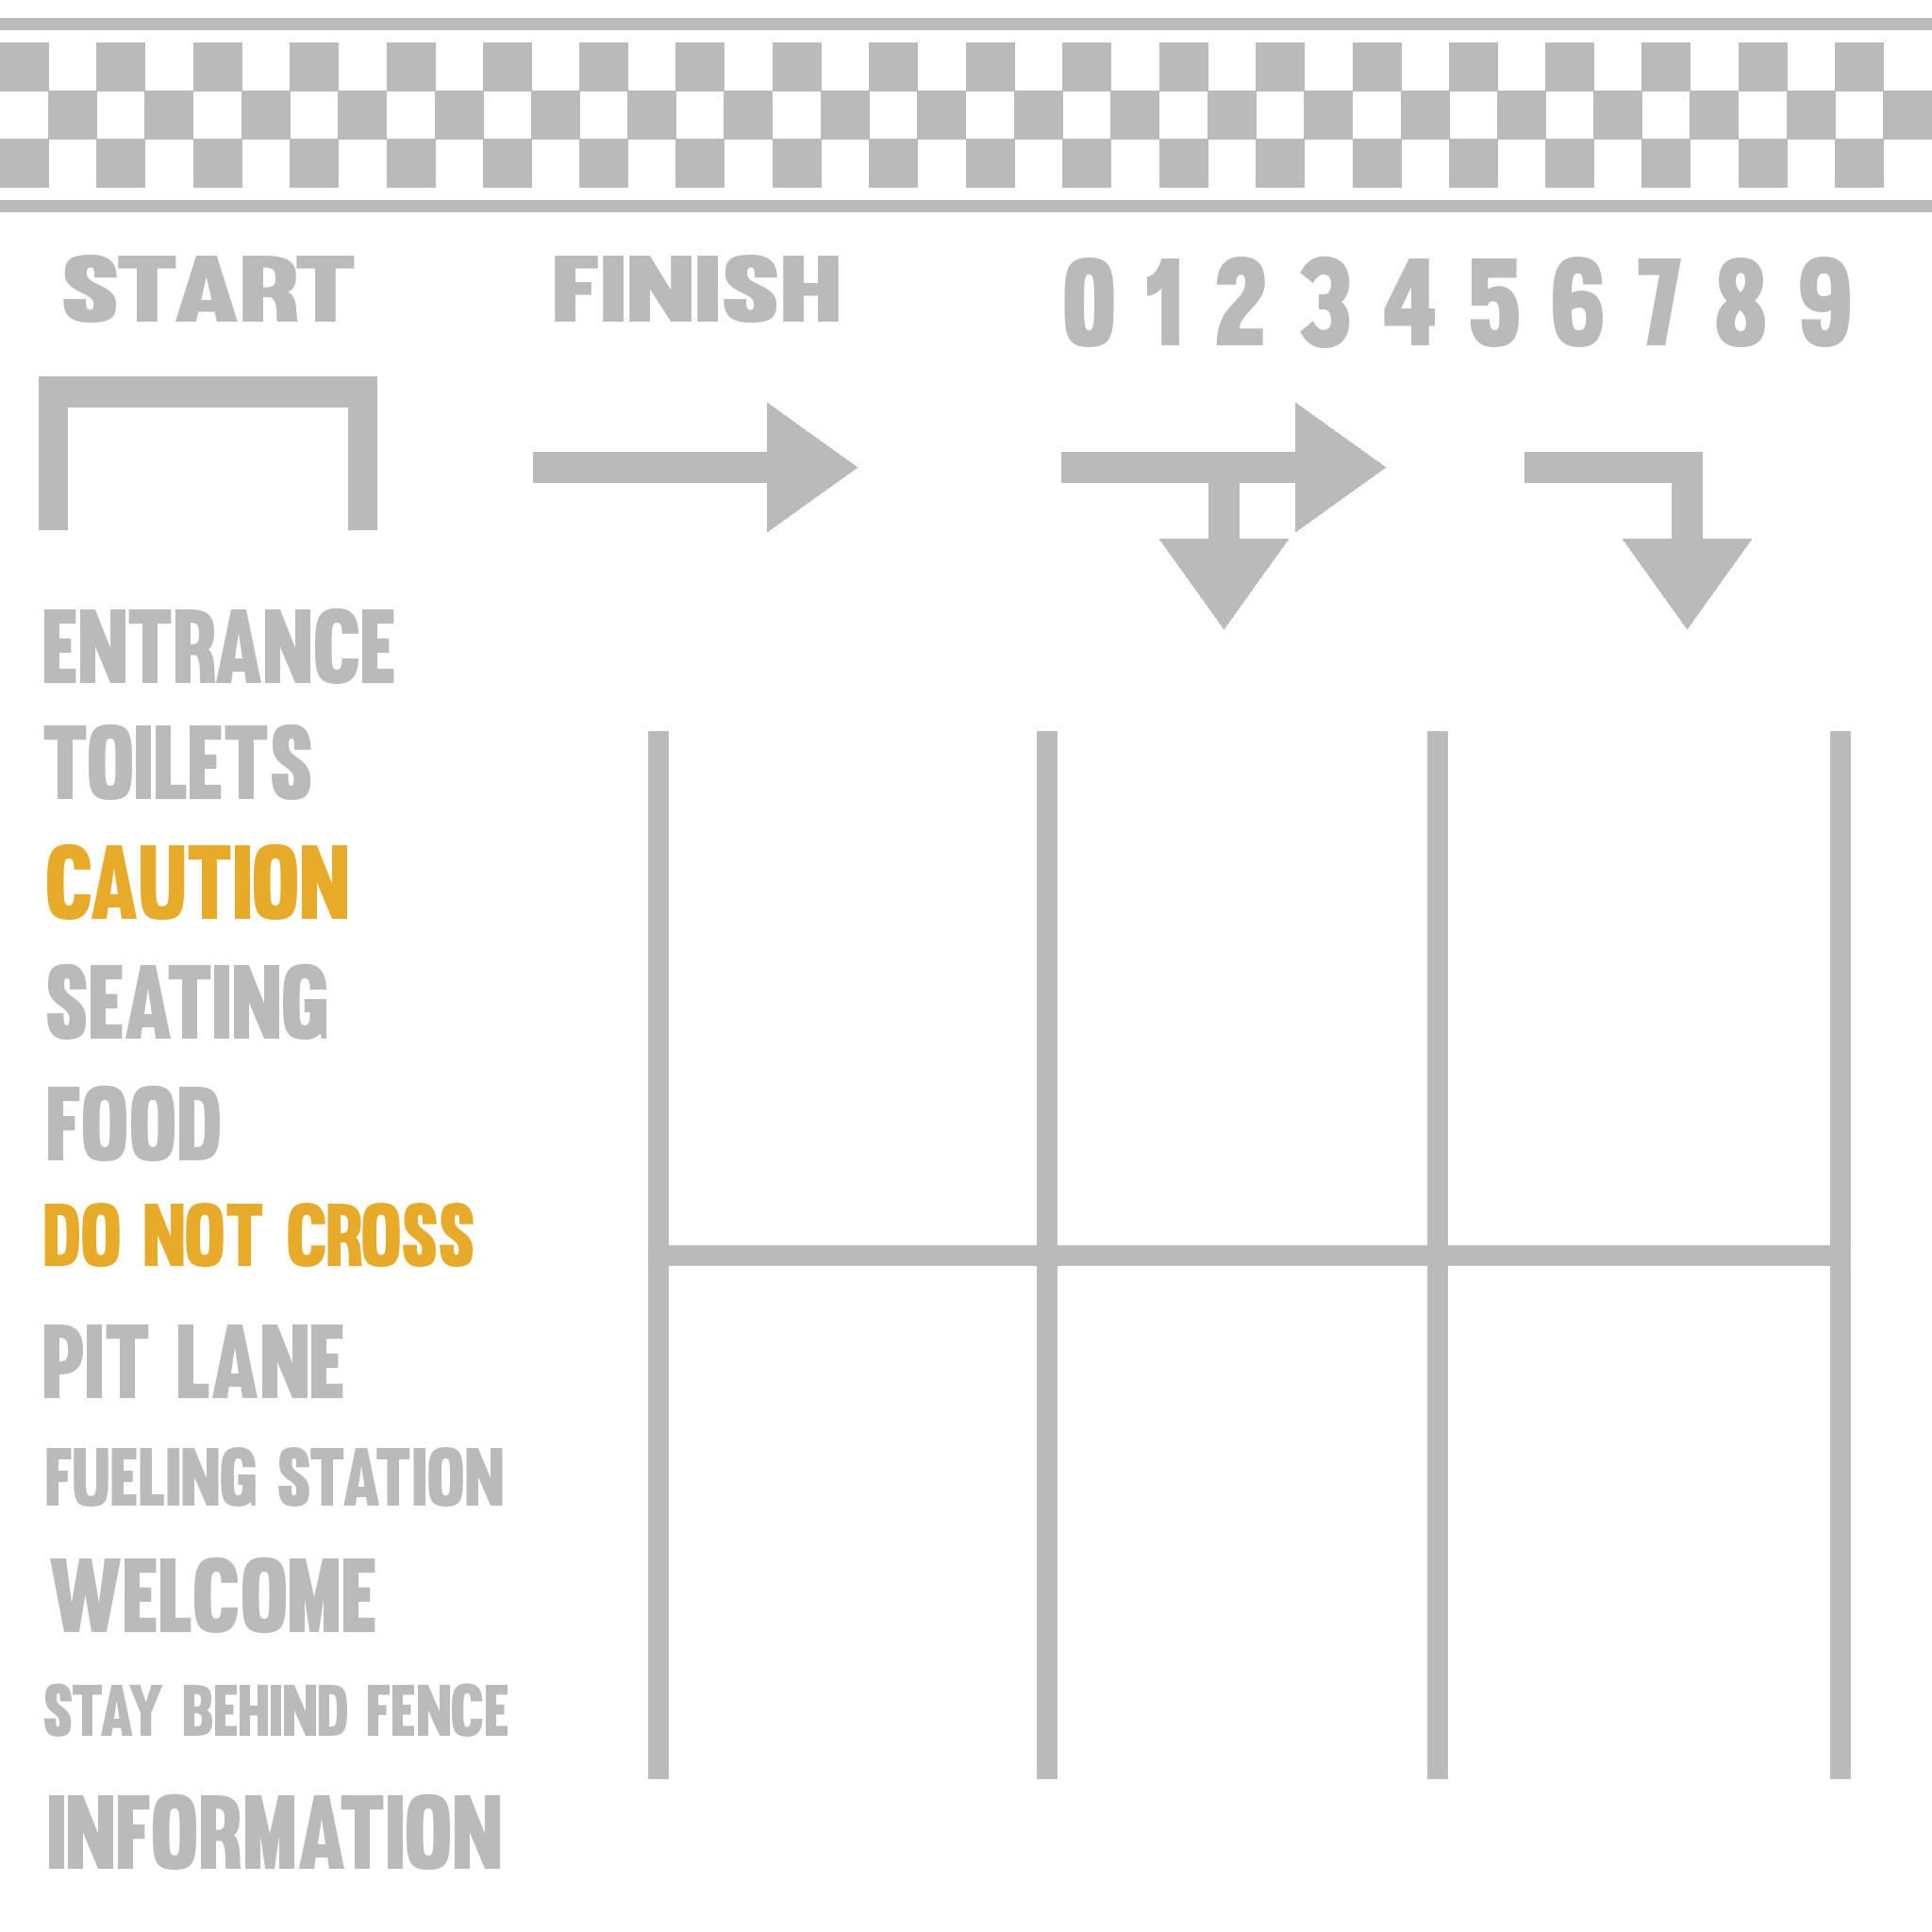 START FINISH 0 1 2 3 4 5 6 7 8 9
ENTRANCE
TOILETS
CAUTION
SEATING
FOOD
DO NOT CROSS
PIT LANE
FUELING STATION
WELCOME
STAY BEHIND FENCE
INFORMATION